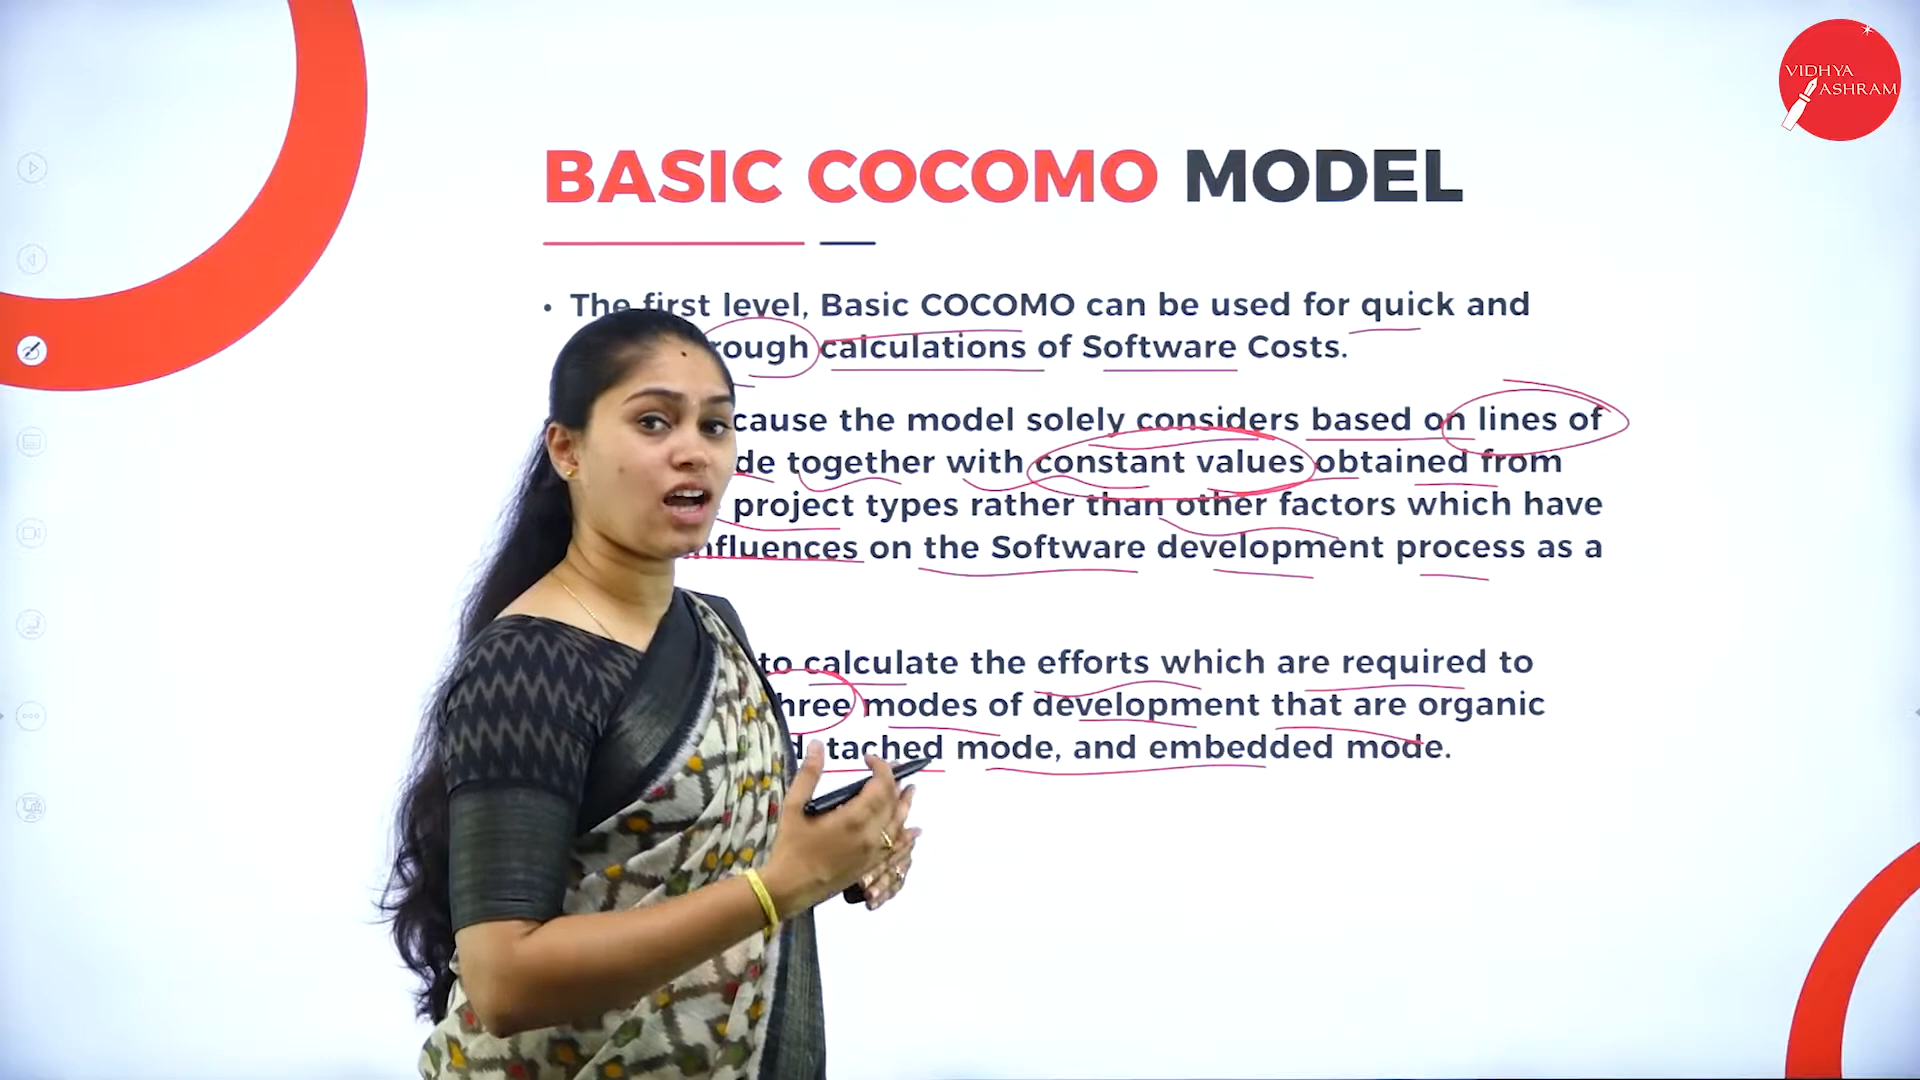 VIDHYA
ASHRAM
BASIC COCOMO MODEL
• The first level, Basic COCOMO can be used for quick and
rough calculations of Software Costs.
cause the model solely considers based on lines of
de together with constant values obtained from
project types rather than other factors which have
influences on the Software development process as a
to calculate the efforts which are required to
three modes of development that are organic
tached mode, and embedded mode.